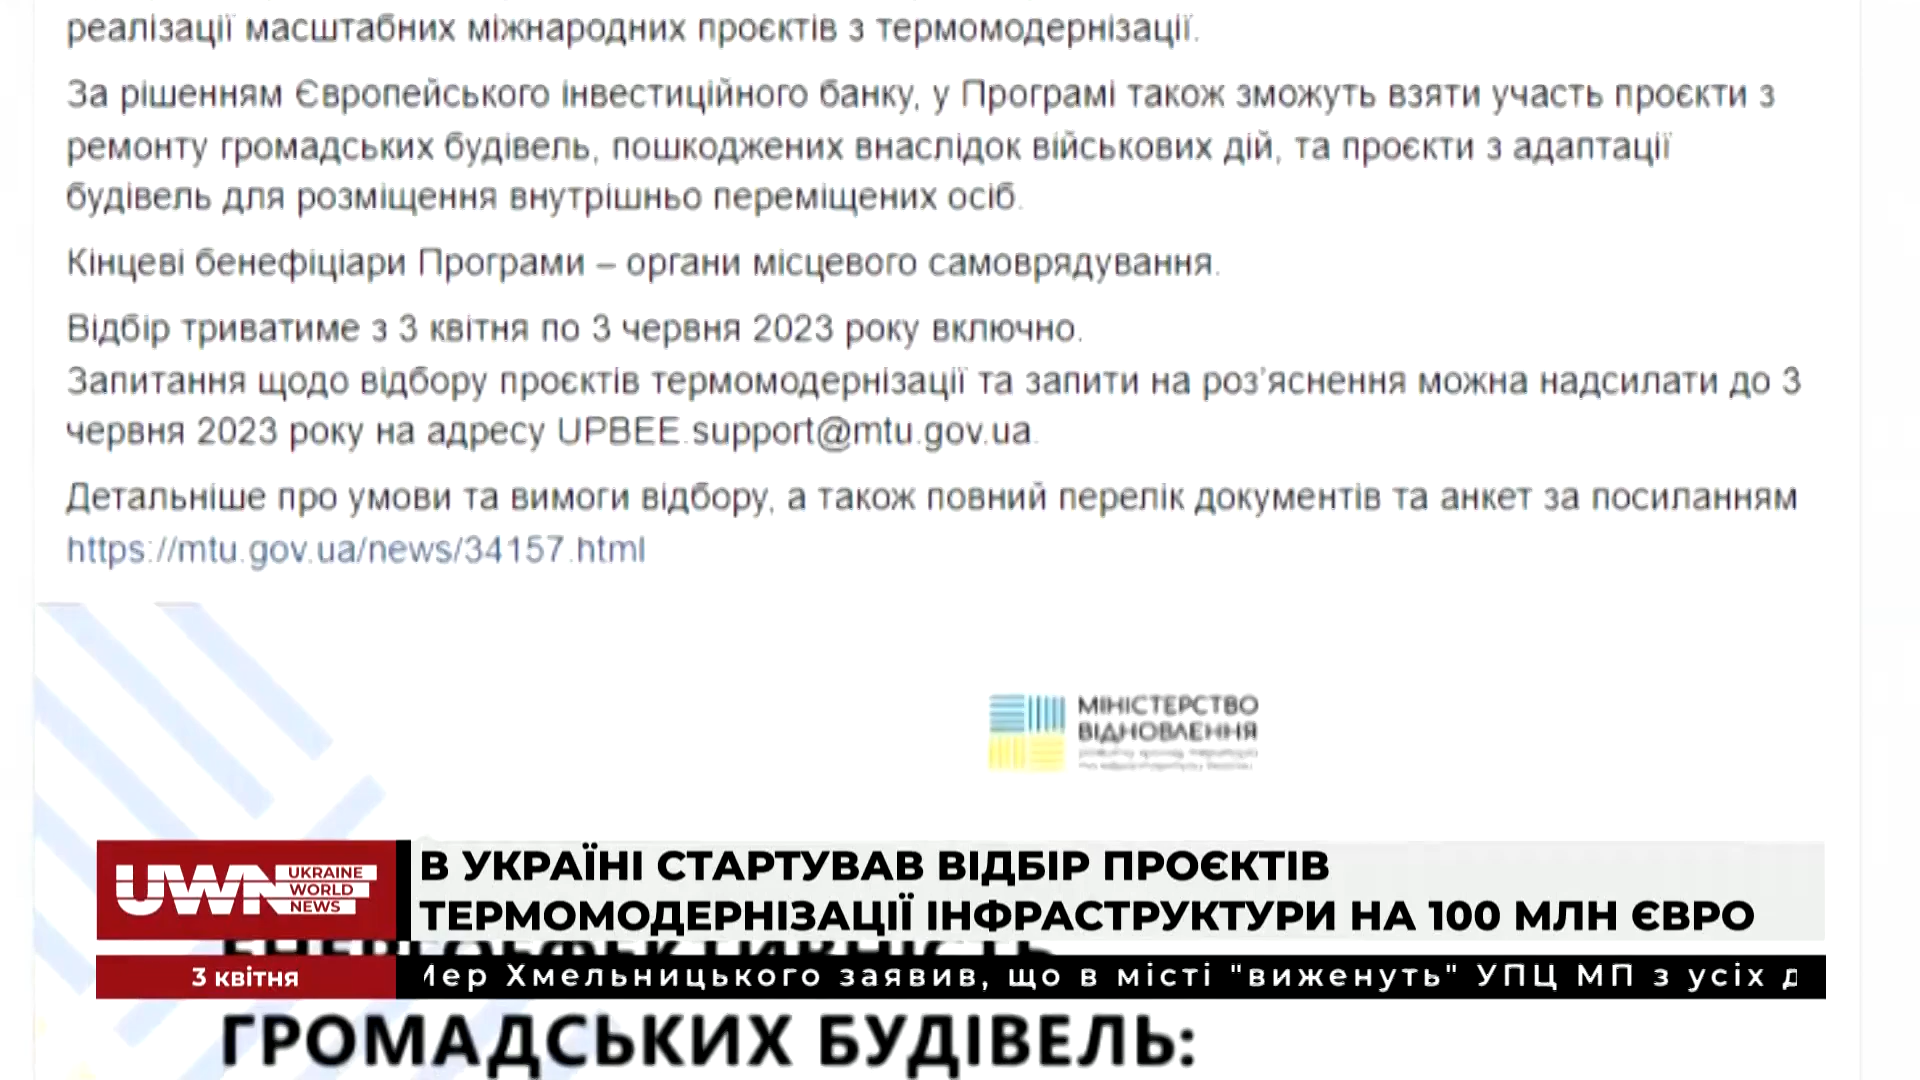 реалізації масштабних міжнародних проєктів з термомодернізації.
За рішенням Європейського інвестиційного банку, у Програмі також зможуть взяти участь проєкти з
ремонту громадських будівель, пошкоджених внаслідок військових дій, та проєкти з адаптації
будівель для розміщення внутрішньо переміщених осіб.
Кінцеві бенефіціари Програми – органи місцевого самоврядування.
Відбір триватиме з 3 квітня по 3 червня 2023 року включно.
Запитання щодо відбору проєктів термомодернізації та запити на роз’яснення можна надсилати до 3
червня 2023 року на адресу UPBEE.support@mtu.gov.ua.
Детальніше про умови та вимоги відбору, а також повний перелік документів та анкет за посиланням
https://mtu.gov.ua/news/34157.html
МІНІСТЕРСТВО
ВІДНОВЛЕННЯ
UWN UKRAINE
WORLD
NEWS
В УКРАЇНІ СТАРТУВАВ ВІДБІР ПРОЄКТІВ
ТЕРМОМОДЕРНІЗАЦІЇ ІНФРАСТРУКТУРИ НА 100 МЛН ЄВРО
ЕНЕРГОЕФЕКТИВНІСТЬ
3 квітня
Мер Хмельницького заявив, що в місті "виженуть" УПЦ МП з усіх д
ГРОМАДСЬКИХ БУДІВЕЛЬ: